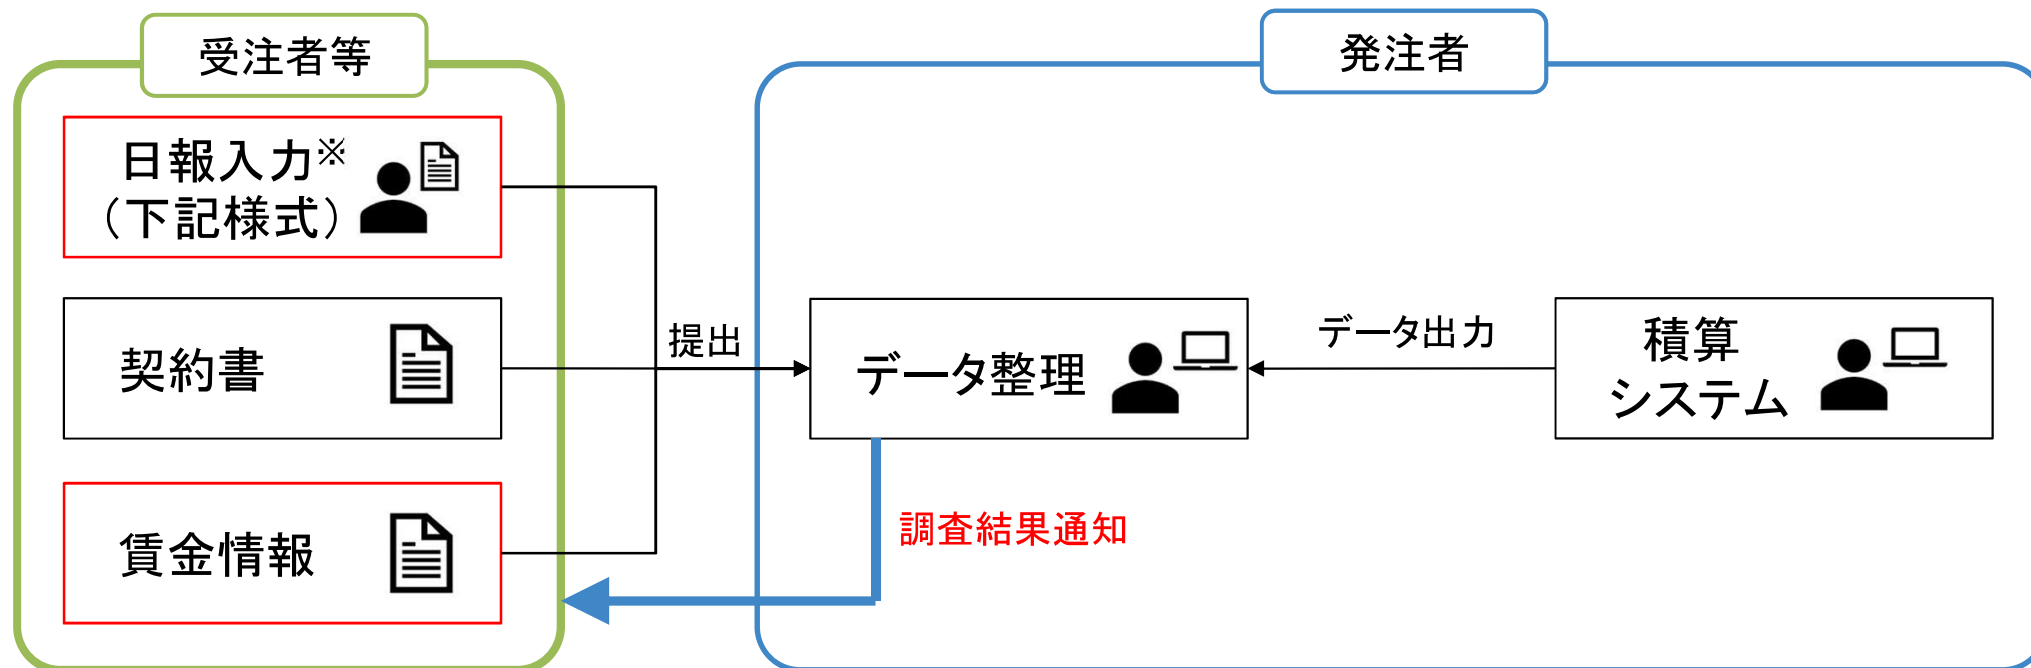 受注者等
日報入力※
（下記様式）
契約書
賃金情報
提出
発注者
データ整理
データ出力
積算
システム
調査結果通知